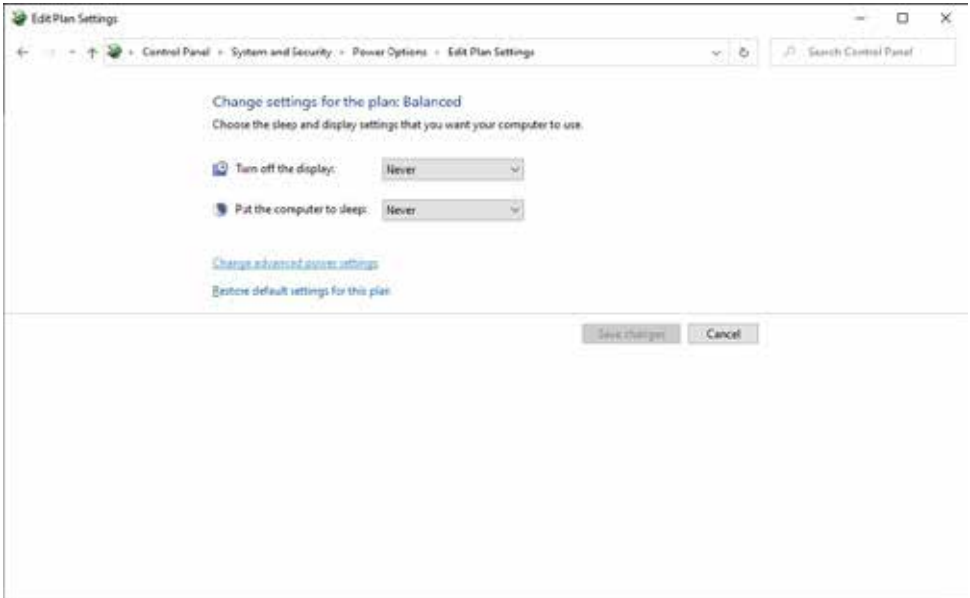 Edit Plan Settings
Control Panel System and Security Power Options Edit Plan Settings
Search Control Panel
Change settings for the plan: Balanced
Choose the sleep and display settings that you want your computer to use.
Turn off the display: Never
Put the computer to sleep: Never
Change advanced power settings
Restore default settings for this plan
Save changes Cancel